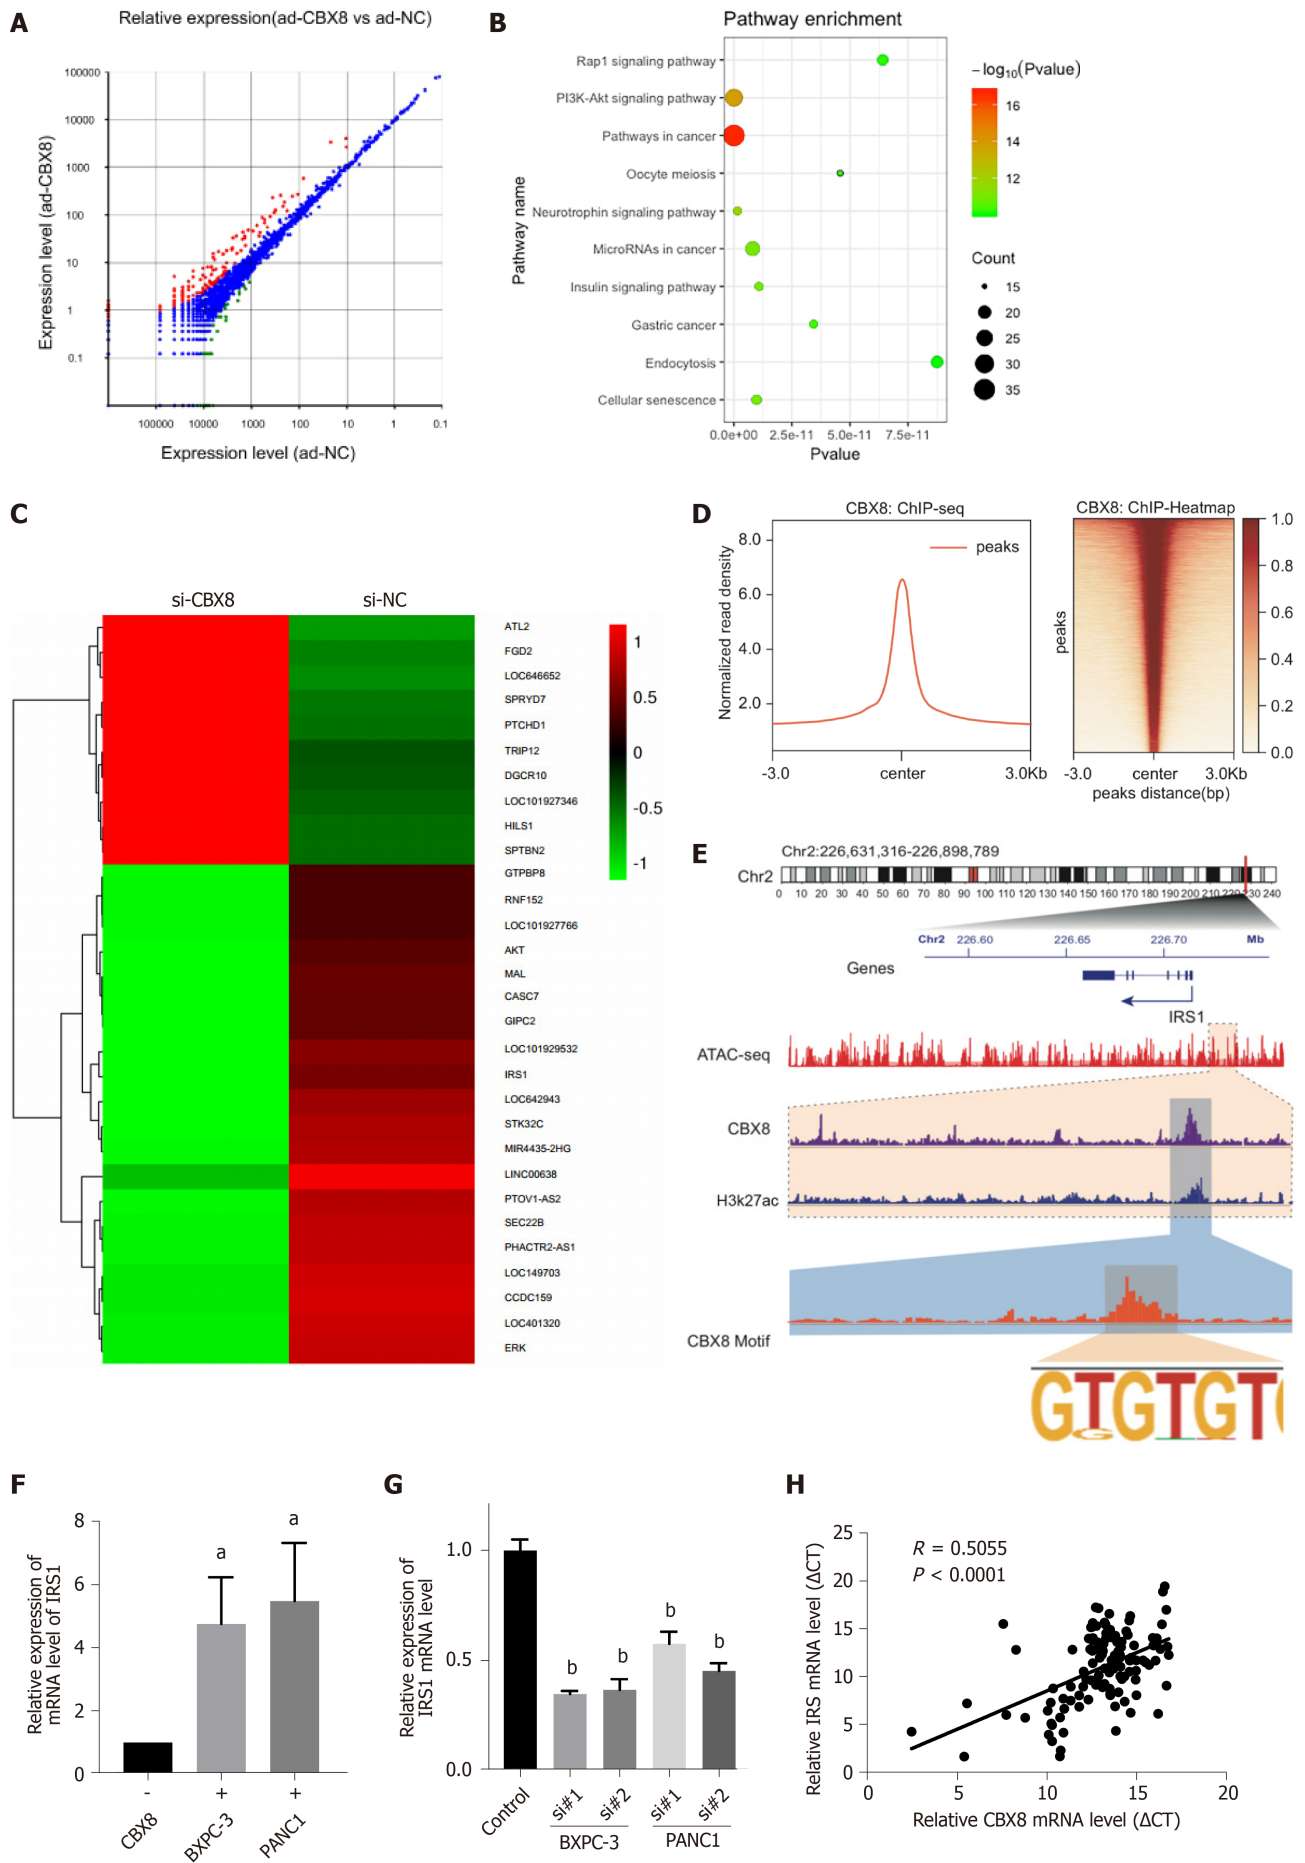 A
Relative expression(ad-CBX8 vs ad-NC)
Expression level (ad-CBX8)
100000
10000
1000
100
10
1
0.1
100000 10000 1000 100 10 1 0.1
Expression level (ad-NC)
B
Pathway enrichment
Pathway name
Rap1 signaling pathway
PI3K-Akt signaling pathway
Pathways in cancer
Oocyte meiosis
Neurotrophin signaling pathway
MicroRNAs in cancer
Insulin signaling pathway
Gastric cancer
Endocytosis
Cellular senescence
0.0e+00 2.5e-11 5.0e-11 7.5e-11
Pvalue
−log10(Pvalue)
16
14
12
Count
15
20
25
30
35
C
si-CBX8 si-NC
ATL2
FGD2
LOC646652
SPRYD7
PTCHD1
TRIP12
DGCR10
LOC101927346
HILS1
SPTBN2
GTPBP8
RNF152
LOC101927766
AKT
MAL
CASC7
GIPC2
LOC101929532
IRS1
LOC642943
STK32C
MIR4435-2HG
LINC00638
PTOV1-AS2
SEC22B
PHACTR2-AS1
LOC149703
CCDC159
LOC401320
ERK
1
0.5
0
-0.5
-1
D
CBX8: ChIP-seq
Normalized read density
8.0
6.0
4.0
2.0
peaks
-3.0 center 3.0Kb
CBX8: ChIP-Heatmap
peaks
-3.0 center 3.0Kb
peaks distance(bp)
1.0
0.8
0.6
0.4
0.2
0.0
E
Chr2:226,631,316-226,898,789
Chr2
0 10 20 30 40 50 60 70 80 90 100 110 120 130 140 150 160 170 180 190 200 210 220 230 240
Chr2 226.60 226.65 226.70 Mb
Genes
IRS1
ATAC-seq
CBX8
H3k27ac
CBX8 Motif
GTGTGT
F
Relative expression of
mRNA level of IRS1
8
6
4
2
0
a
a
- + +
CBX8
BXPC-3
PANC1
G
Relative expression of
IRS1 mRNA level
1.0
0.5
0.0
b
b
b
b
Control
si#1
si#2
si#1
si#2
BXPC-3 PANC1
H
Relative IRS mRNA level (ΔCT)
25
20
15
10
5
0
R = 0.5055
P < 0.0001
0 5 10 15 20
Relative CBX8 mRNA level (ΔCT)